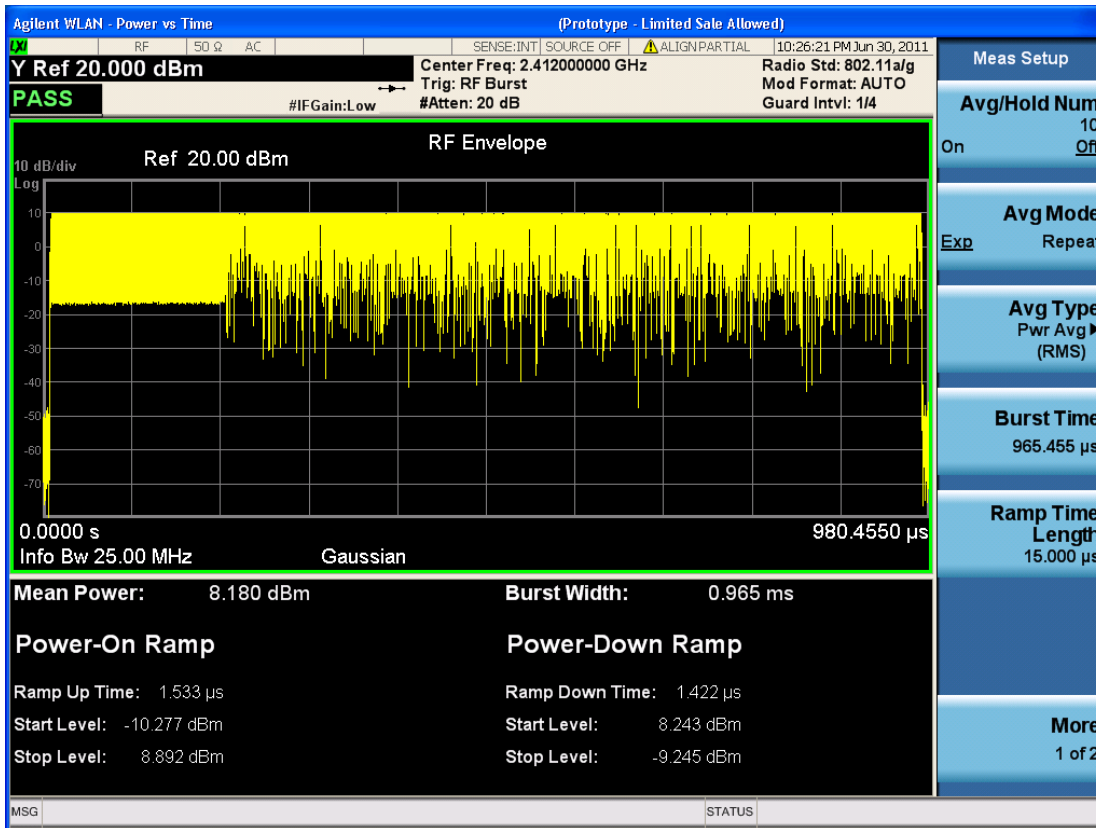 Agilent WLAN - Power vs Time (Prototype - Limited Sale Allowed)
LXI RF 50 Ω AC SENSE:INT SOURCE OFF ALIGN PARTIAL 10:26:21 PM Jun 30, 2011
Y Ref 20.000 dBm
PASS
#IFGain:Low
Center Freq: 2.412000000 GHz
Trig: RF Burst
#Atten: 20 dB
Radio Std: 802.11a/g
Mod Format: AUTO
Guard Intvl: 1/4
RF Envelope
10 dB/div Ref 20.00 dBm
Log
10
0
-10
-20
-30
-40
-50
-60
-70
0.0000 s 980.4550 µs
Info Bw 25.00 MHz Gaussian
Mean Power: 8.180 dBm Burst Width: 0.965 ms
Power-On Ramp Power-Down Ramp
Ramp Up Time: 1.533 µs Ramp Down Time: 1.422 µs
Start Level: -10.277 dBm Start Level: 8.243 dBm
Stop Level: 8.892 dBm Stop Level: -9.245 dBm
MSG STATUS
Meas Setup
Avg/Hold Num
10
On Off
Avg Mode
Exp Repeat
Avg Type
Pwr Avg
(RMS)
Burst Time
965.455 µs
Ramp Time
Length
15.000 µs
More
1 of 2